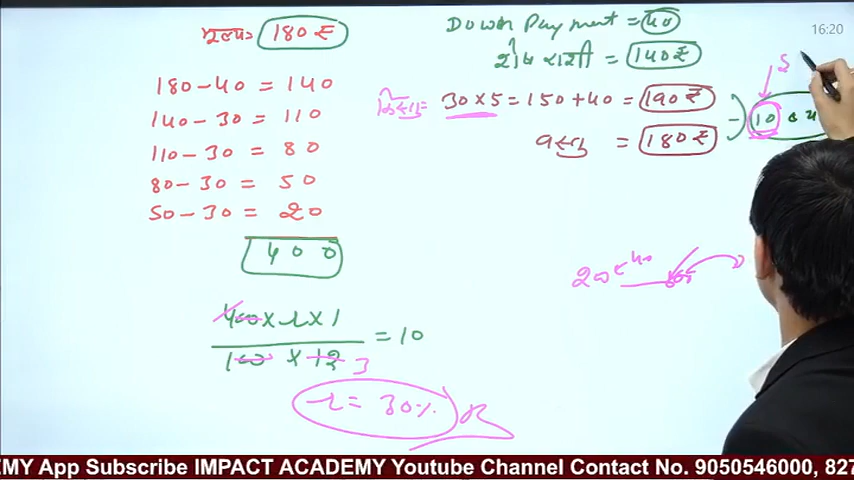 16:20
मूल्य = 180 ₹
180 - 40 = 140
140 - 30 = 110
110 - 30 = 80
80 - 30 = 50
50 - 30 = 20
400
400 × r × 1
100 × 12 3
= 10
r = 30%
Down Payment = 40
शेष राशी = 140 ₹
किस्त = 30 × 5 = 150 + 40 = 190 ₹
= 180 ₹
10
EMY App Subscribe IMPACT ACADEMY Youtube Channel Contact No. 9050546000, 827